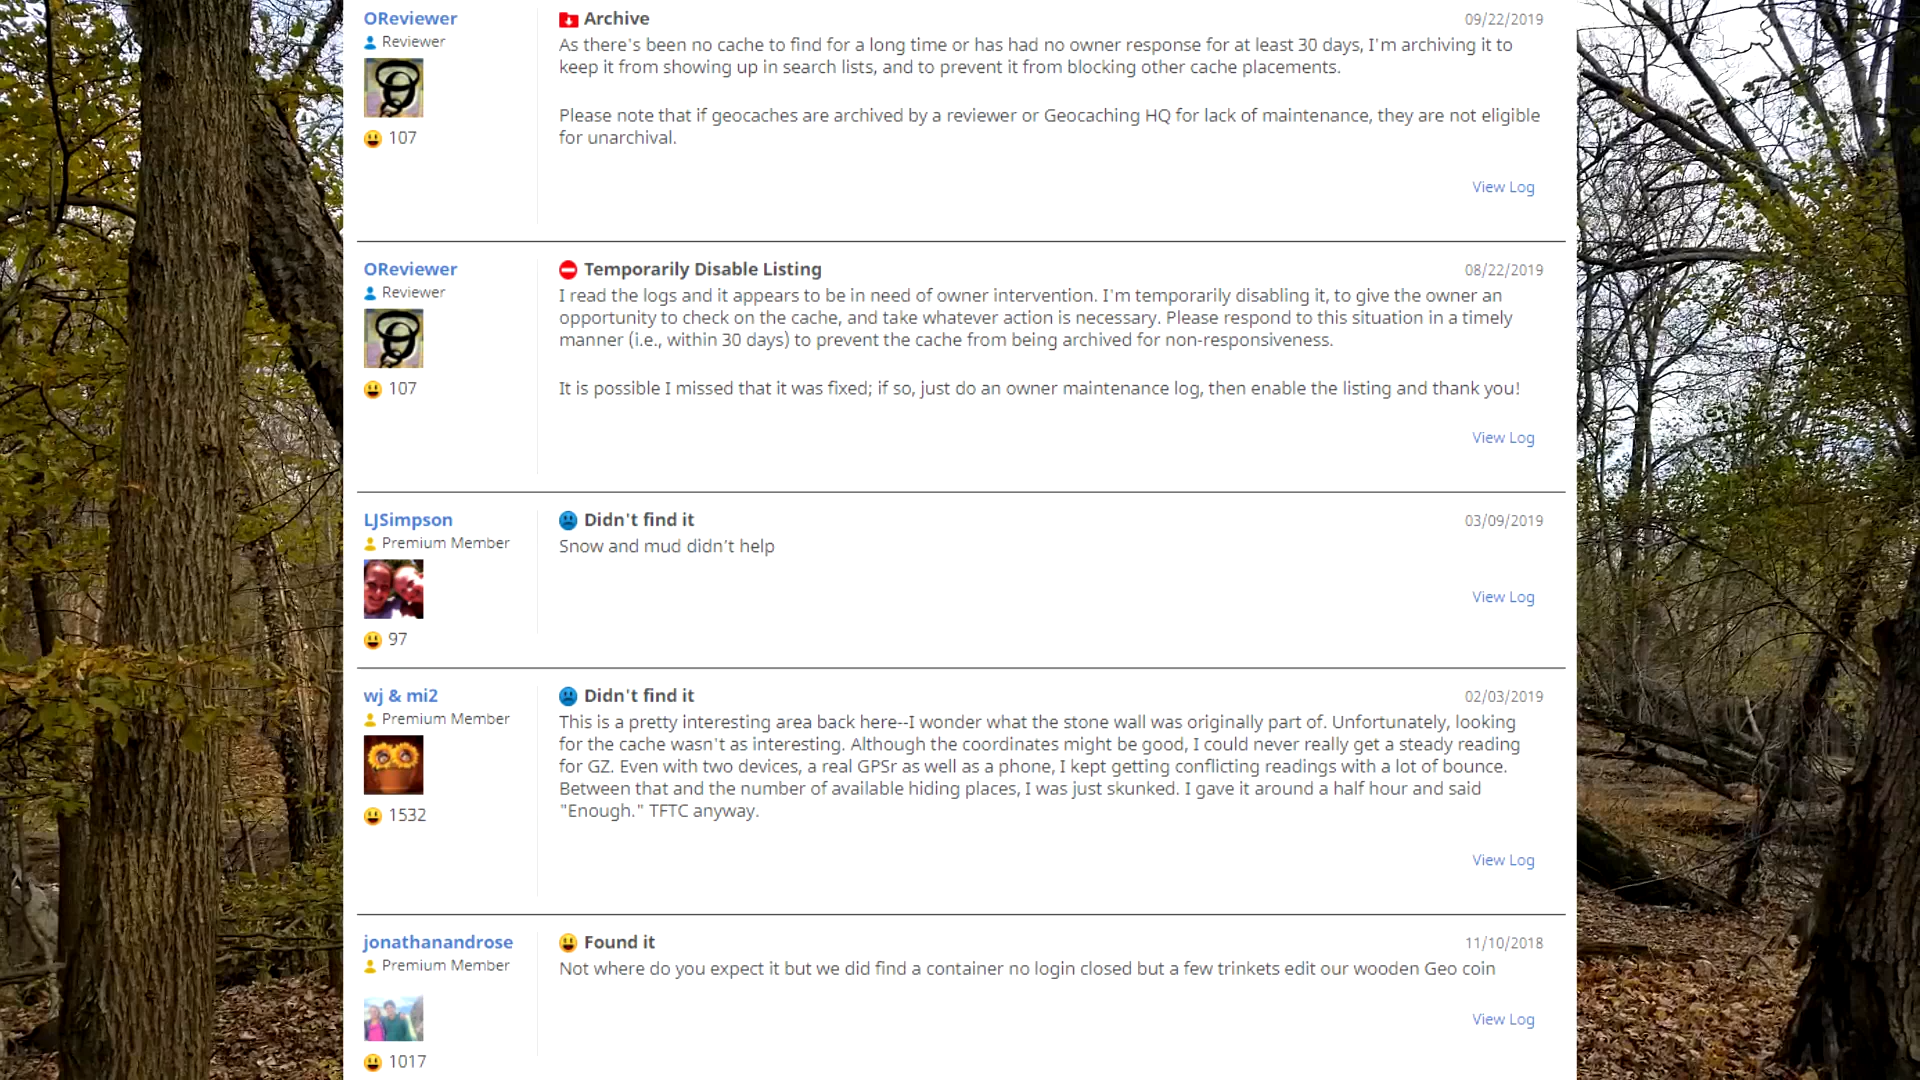 OReviewer
Reviewer
107
Archive
09/22/2019
As there's been no cache to find for a long time or has had no owner response for at least 30 days, I'm archiving it to
keep it from showing up in search lists, and to prevent it from blocking other cache placements.
Please note that if geocaches are archived by a reviewer or Geocaching HQ for lack of maintenance, they are not eligible
for unarchival.
View Log
OReviewer
Reviewer
107
Temporarily Disable Listing
08/22/2019
I read the logs and it appears to be in need of owner intervention. I'm temporarily disabling it, to give the owner an
opportunity to check on the cache, and take whatever action is necessary. Please respond to this situation in a timely
manner (i.e., within 30 days) to prevent the cache from being archived for non-responsiveness.
It is possible I missed that it was fixed; if so, just do an owner maintenance log, then enable the listing and thank you!
View Log
LJSimpson
Premium Member
97
Didn't find it
03/09/2019
Snow and mud didn’t help
View Log
wj & mi2
Premium Member
1532
Didn't find it
02/03/2019
This is a pretty interesting area back here--I wonder what the stone wall was originally part of. Unfortunately, looking
for the cache wasn't as interesting. Although the coordinates might be good, I could never really get a steady reading
for GZ. Even with two devices, a real GPSr as well as a phone, I kept getting conflicting readings with a lot of bounce.
Between that and the number of available hiding places, I was just skunked. I gave it around a half hour and said
"Enough." TFTC anyway.
View Log
jonathanandrose
Premium Member
1017
Found it
11/10/2018
Not where do you expect it but we did find a container no login closed but a few trinkets edit our wooden Geo coin
View Log